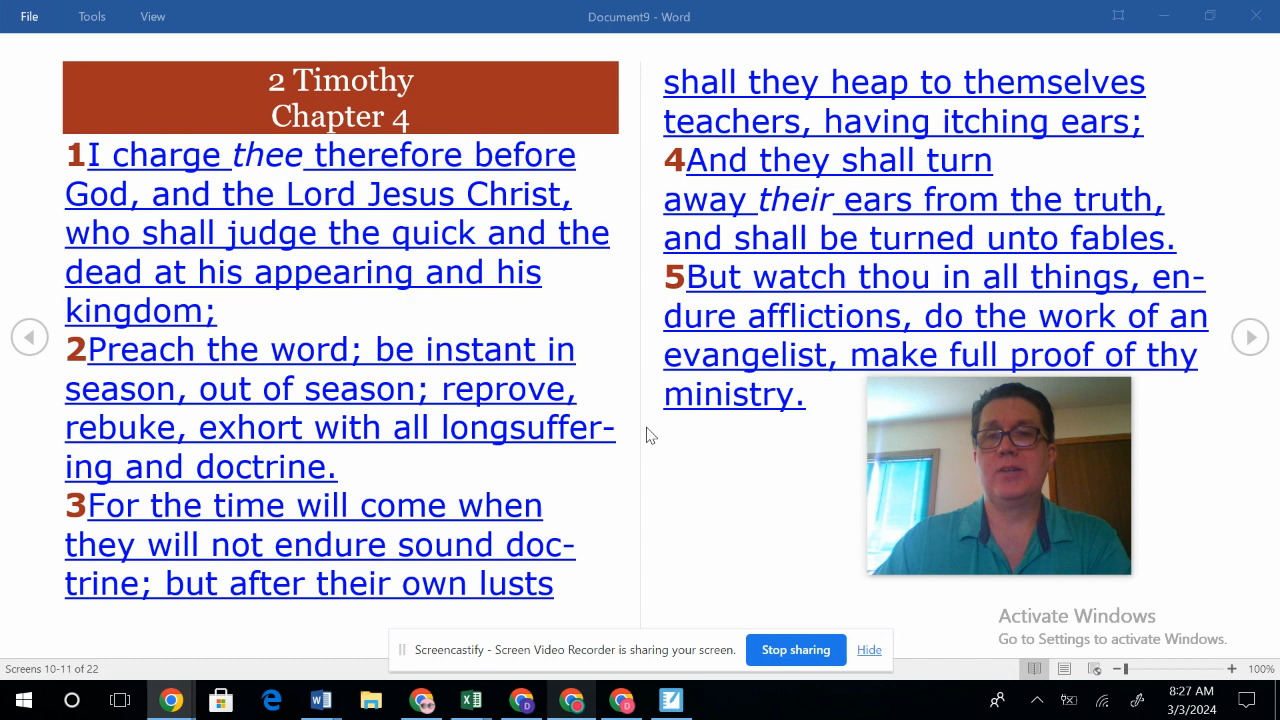 File
Tools
View
Document9 - Word
2 Timothy
Chapter 4
1I charge thee therefore before
God, and the Lord Jesus Christ,
who shall judge the quick and the
dead at his appearing and his
kingdom;
2Preach the word; be instant in
season, out of season; reprove,
rebuke, exhort with all longsuffer-
ing and doctrine.
3For the time will come when
they will not endure sound doc-
trine; but after their own lusts
shall they heap to themselves
teachers, having itching ears;
4And they shall turn
away their ears from the truth,
and shall be turned unto fables.
5But watch thou in all things, en-
dure afflictions, do the work of an
evangelist, make full proof of thy
ministry.
Activate Windows
Go to Settings to activate Windows.
Screencastify - Screen Video Recorder is sharing your screen.
Stop sharing
Hide
Screens 10-11 of 22
100%
8:27 AM
3/3/2024